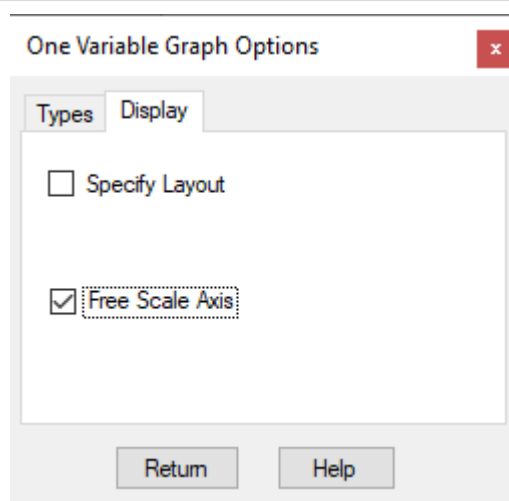 One Variable Graph Options
x
Types Display
Specify Layout
Free Scale Axis
Return Help